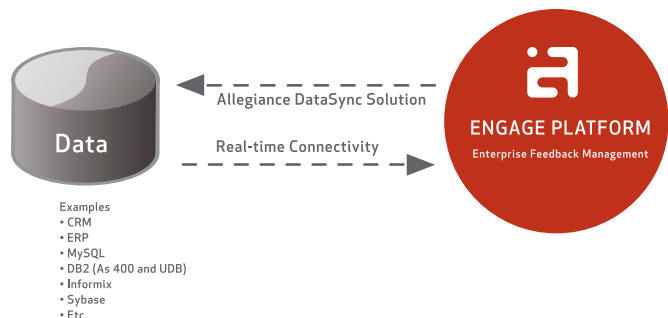 Allegiance DataSync Solution
Data
Real-time Connectivity
ENGAGE PLATFORM
Enterprise Feedback Management
Examples
• CRM
• ERP
• MySQL
• DB2 (As 400 and UDB)
• Informix
• Sybase
• Etc.